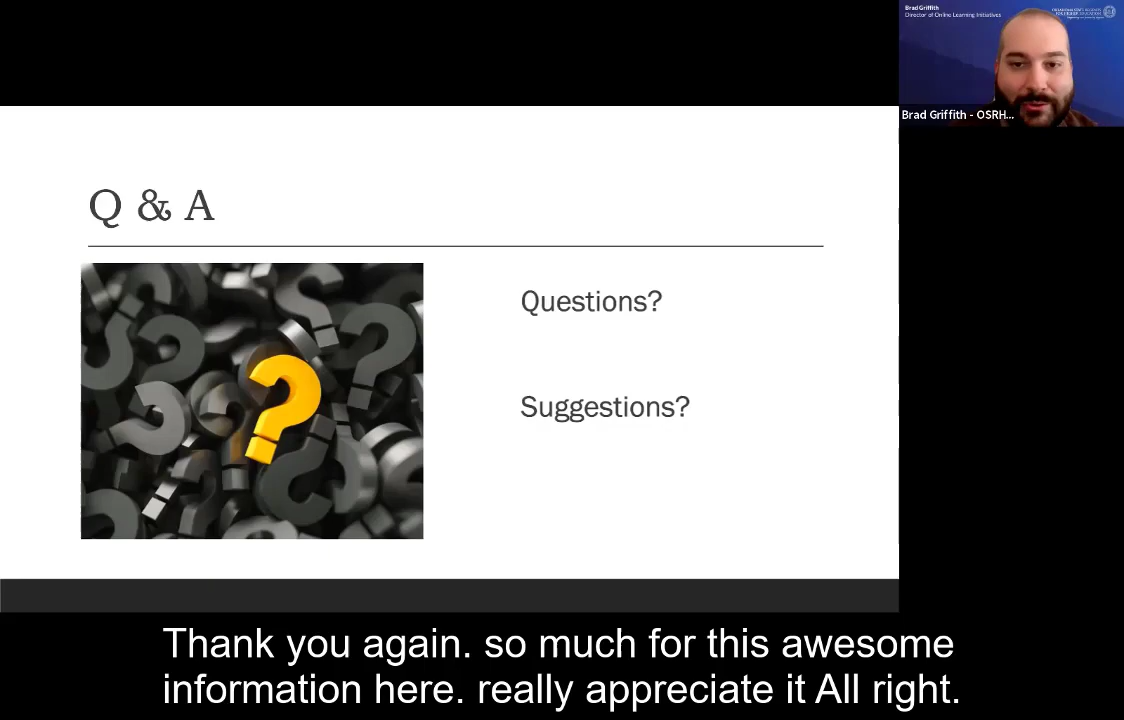 Brad Griffith
Director of Online Learning Initiatives
Brad Griffith - OSRH...
Q & A
Questions?
Suggestions?
Thank you again. so much for this awesome
information here. really appreciate it All right.